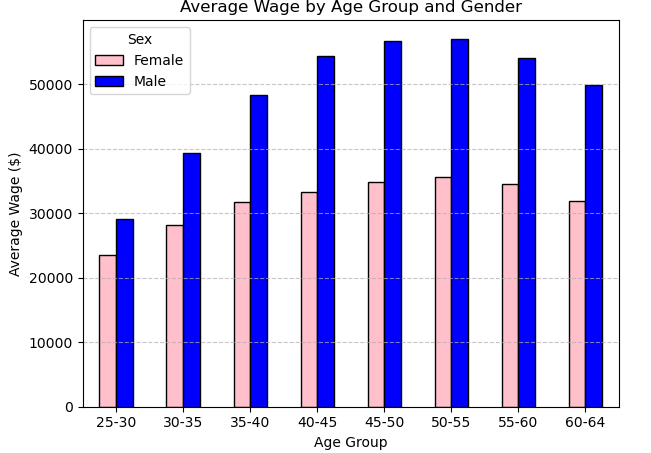 Average Wage by Age Group and Gender
Sex
Female
Male
Average Wage ($)
50000
40000
30000
20000
10000
0
25-30 30-35 35-40 40-45 45-50 50-55 55-60 60-64
Age Group